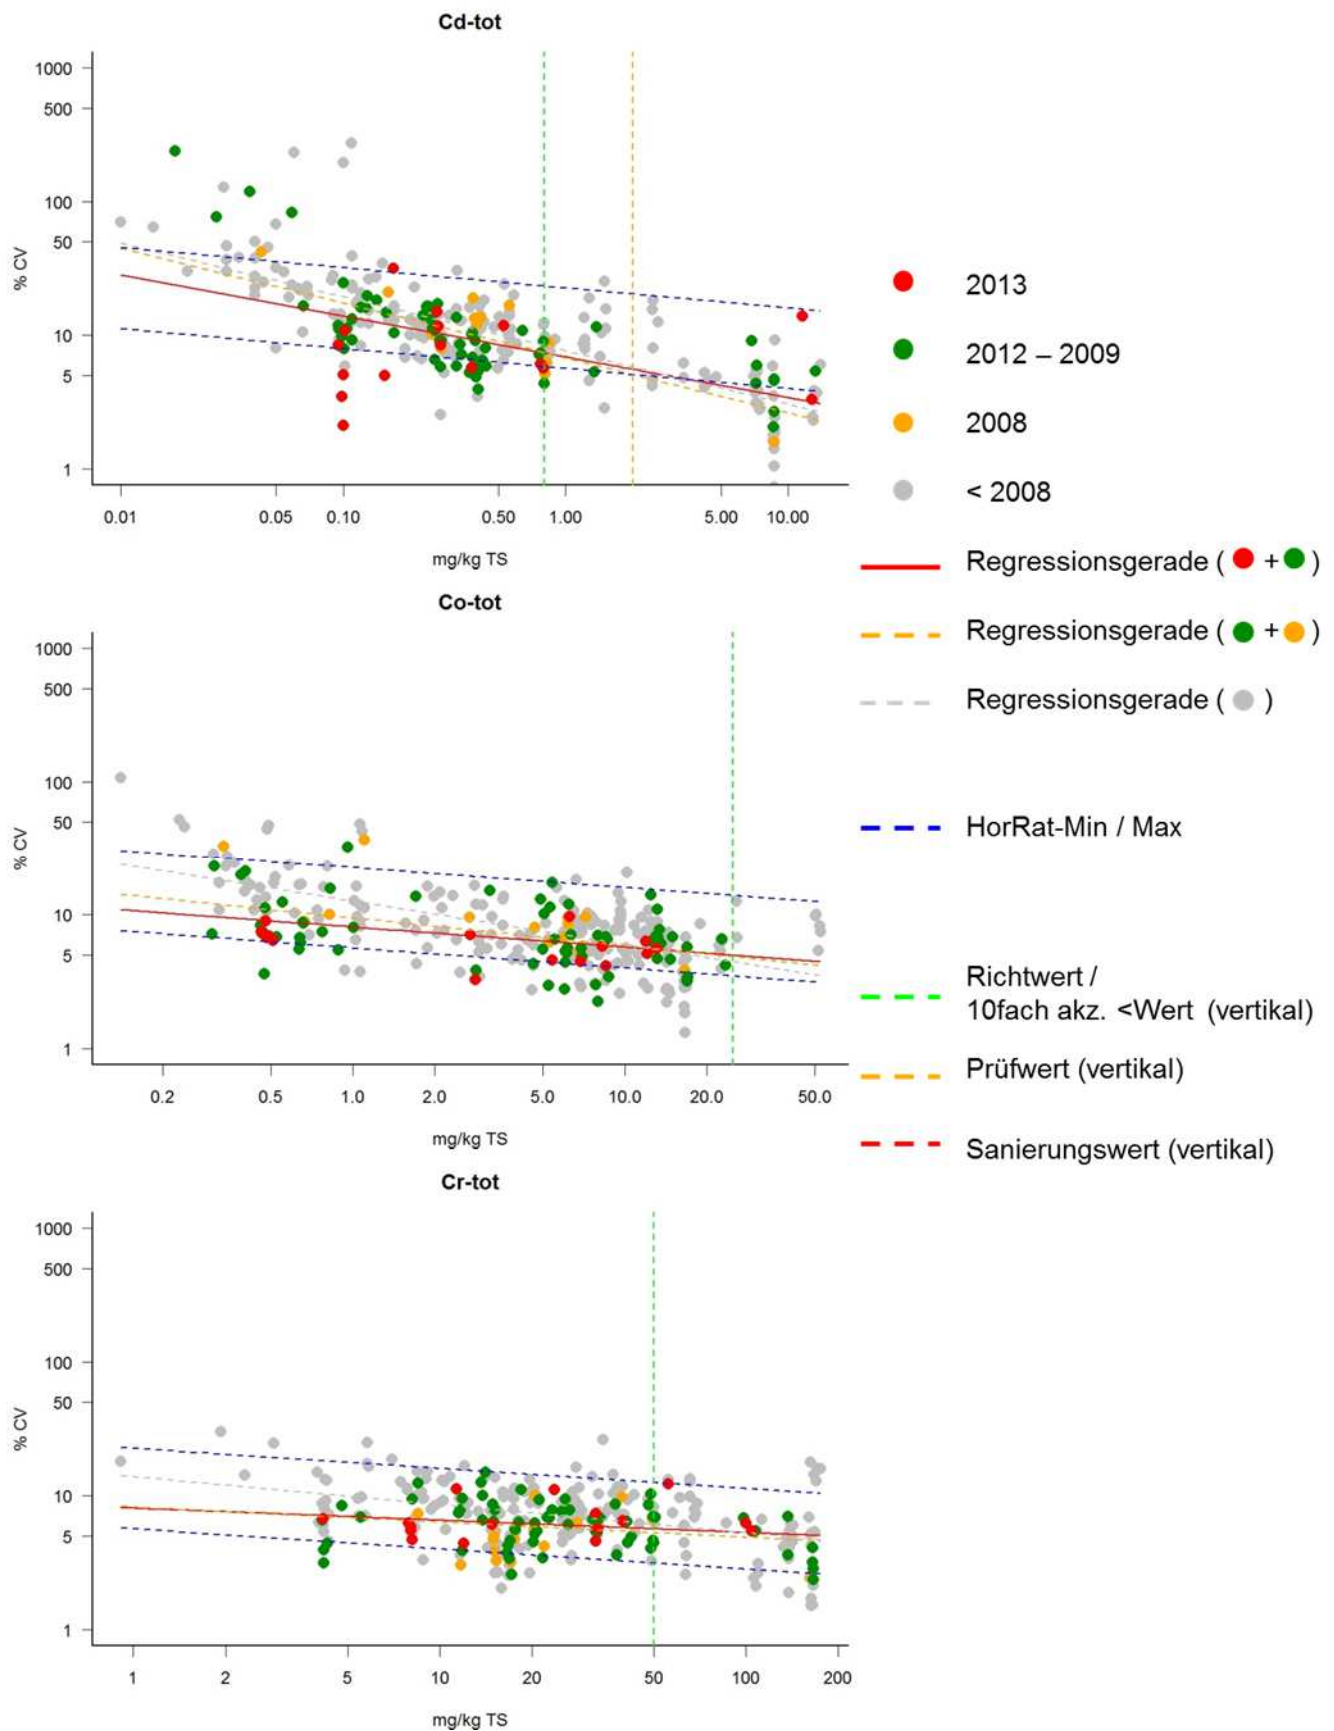 Cd-tot
1000
500
100
50
10
5
1
% CV
0.01 0.05 0.10 0.50 1.00 5.00 10.00
mg/kg TS
Co-tot
1000
500
100
50
10
5
1
% CV
0.2 0.5 1.0 2.0 5.0 10.0 20.0 50.0
mg/kg TS
Cr-tot
1000
500
100
50
10
5
1
% CV
1 2 5 10 20 50 100 200
mg/kg TS
2013
2012 – 2009
2008
< 2008
Regressionsgerade ( + )
Regressionsgerade ( + )
Regressionsgerade ( )
HorRat-Min / Max
Richtwert /
10fach akz. <Wert (vertikal)
Prüfwert (vertikal)
Sanierungswert (vertikal)